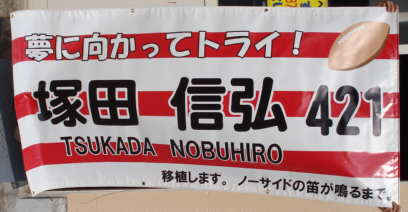 夢に向かってトライ!
塚田 信弘 421
TSUKADA NOBUHIRO
移植します。ノーサイドの笛が鳴るまで。